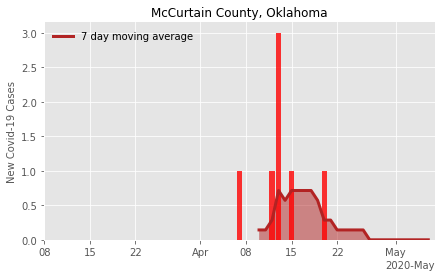 McCurtain County, Oklahoma
7 day moving average
New Covid-19 Cases
3.0
2.5
2.0
1.5
1.0
0.5
0.0
08 15 22 Apr 08 15 22 May
2020-May